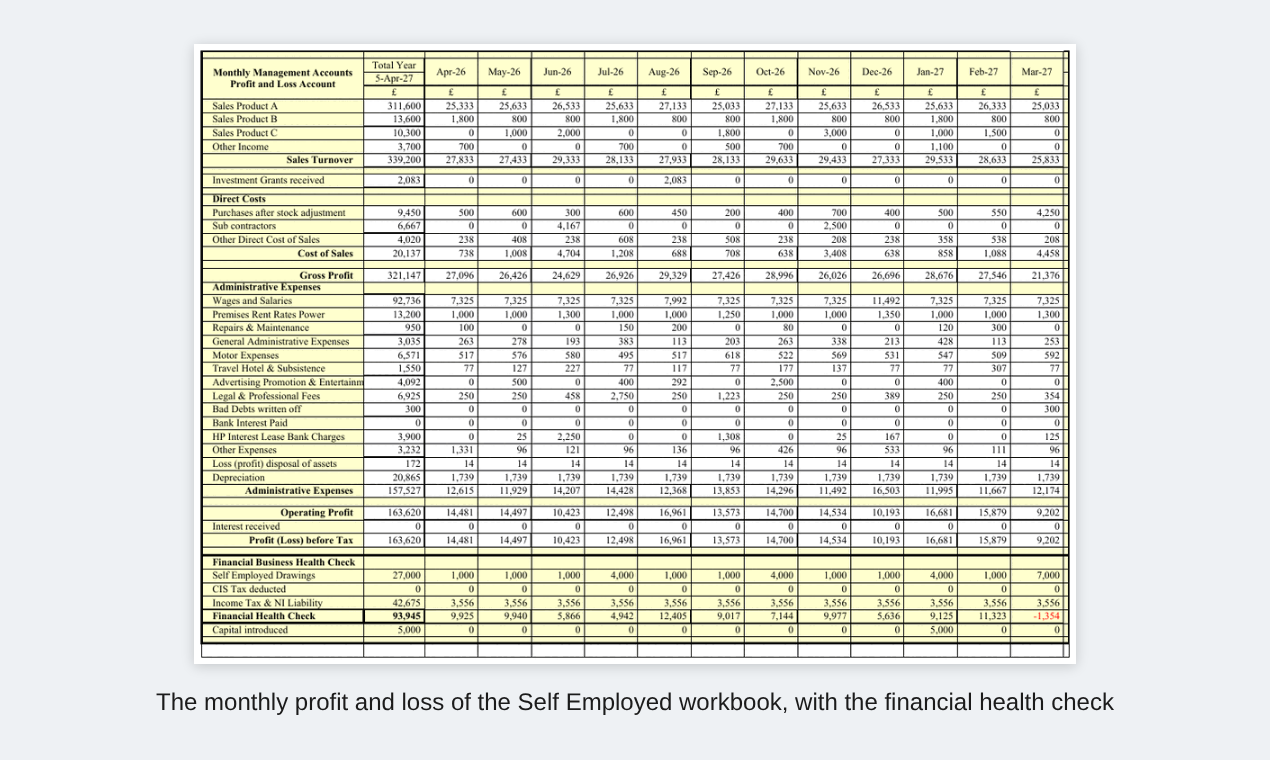 Monthly Management Accounts Profit and Loss Account Total Year 5-Apr-27 Apr-26 May-26 Jun-26 Jul-26 Aug-26 Sep-26 Oct-26 Nov-26 Dec-26 Jan-27 Feb-27 Mar-27
£ £ £ £ £ £ £ £ £ £ £ £ £
Sales Product A 311,600 25,333 25,633 26,533 25,633 27,133 25,033 27,133 25,633 26,533 25,633 26,333 25,033
Sales Product B 13,600 1,800 800 800 1,800 800 800 1,800 800 800 1,800 800 800
Sales Product C 10,300 0 1,000 2,000 0 0 1,800 0 3,000 0 1,000 1,500 0
Other Income 3,700 700 0 0 700 0 500 700 0 0 1,100 0 0
Sales Turnover 339,200 27,833 27,433 29,333 28,133 27,933 28,133 29,633 29,433 27,333 29,533 28,633 25,833
Investment Grants received 2,083 0 0 0 0 2,083 0 0 0 0 0 0 0
Direct Costs
Purchases after stock adjustment 9,450 500 600 300 600 450 200 400 700 400 500 550 4,250
Sub contractors 6,667 0 0 4,167 0 0 0 0 2,500 0 0 0 0
Other Direct Cost of Sales 4,020 238 408 238 608 238 508 238 208 238 358 538 208
Cost of Sales 20,137 738 1,008 4,704 1,208 688 708 638 3,408 638 858 1,088 4,458
Gross Profit 321,147 27,096 26,426 24,629 26,926 29,329 27,426 28,996 26,026 26,696 28,676 27,546 21,376
Administrative Expenses
Wages and Salaries 92,736 7,325 7,325 7,325 7,325 7,992 7,325 7,325 7,325 11,492 7,325 7,325 7,325
Premises Rent Rates Power 13,200 1,000 1,000 1,300 1,000 1,000 1,250 1,000 1,000 1,350 1,000 1,000 1,300
Repairs & Maintenance 950 100 0 0 150 200 0 80 0 0 120 300 0
General Administrative Expenses 3,035 263 278 193 383 113 203 263 338 213 428 113 253
Motor Expenses 6,571 517 576 580 495 517 618 522 569 531 547 509 592
Travel Hotel & Subsistence 1,550 77 127 227 77 117 77 177 137 77 77 307 77
Advertising Promotion & Entertainm 4,092 0 500 0 400 292 0 2,500 0 0 400 0 0
Legal & Professional Fees 6,925 250 250 458 2,750 250 1,223 250 250 389 250 250 354
Bad Debts written off 300 0 0 0 0 0 0 0 0 0 0 0 300
Bank Interest Paid 0 0 0 0 0 0 0 0 0 0 0 0 0
HP Interest Lease Bank Charges 3,900 0 25 2,250 0 0 1,308 0 25 167 0 0 125
Other Expenses 3,232 1,331 96 121 96 136 96 426 96 533 96 111 96
Loss (profit) disposal of assets 172 14 14 14 14 14 14 14 14 14 14 14 14
Depreciation 20,865 1,739 1,739 1,739 1,739 1,739 1,739 1,739 1,739 1,739 1,739 1,739 1,739
Administrative Expenses 157,527 12,615 11,929 14,207 14,428 12,368 13,853 14,296 11,492 16,503 11,995 11,667 12,174
Operating Profit 163,620 14,481 14,497 10,423 12,498 16,961 13,573 14,700 14,534 10,193 16,681 15,879 9,202
Interest received 0 0 0 0 0 0 0 0 0 0 0 0 0
Profit (Loss) before Tax 163,620 14,481 14,497 10,423 12,498 16,961 13,573 14,700 14,534 10,193 16,681 15,879 9,202
Financial Business Health Check
Self Employed Drawings 27,000 1,000 1,000 1,000 4,000 1,000 1,000 4,000 1,000 1,000 4,000 1,000 7,000
CIS Tax deducted 0 0 0 0 0 0 0 0 0 0 0 0 0
Income Tax & NI Liability 42,675 3,556 3,556 3,556 3,556 3,556 3,556 3,556 3,556 3,556 3,556 3,556 3,556
Financial Health Check 93,945 9,925 9,940 5,866 4,942 12,405 9,017 7,144 9,977 5,636 9,125 11,323 -1,354
Capital introduced 5,000 0 0 0 0 0 0 0 0 0 5,000 0 0
The monthly profit and loss of the Self Employed workbook, with the financial health check